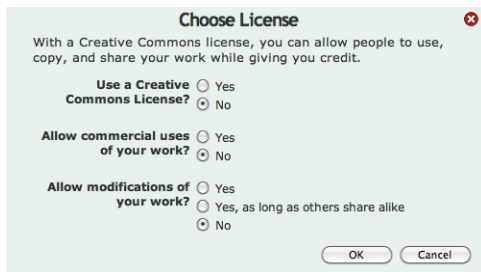 Choose License
With a Creative Commons license, you can allow people to use,
copy, and share your work while giving you credit.
Use a Creative Yes
Commons License? No
Allow commercial uses Yes
of your work? No
Allow modifications of Yes
your work? Yes, as long as others share alike
No
OK Cancel